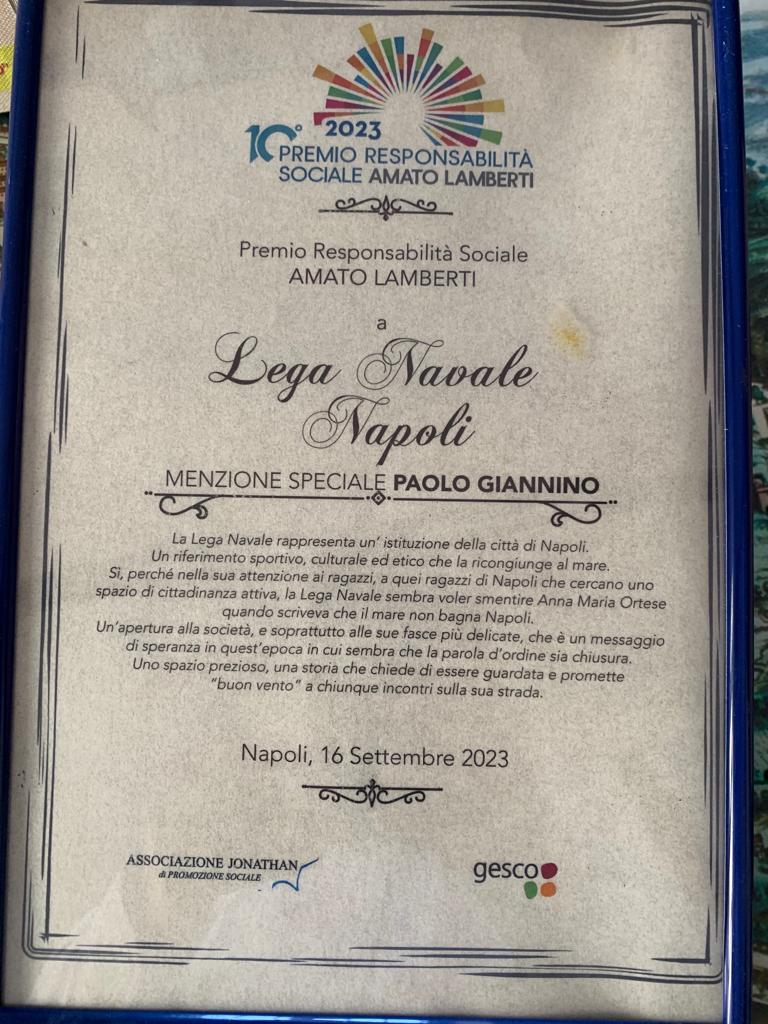 10° 2023
PREMIO RESPONSABILITÀ
SOCIALE AMATO LAMBERTI
Premio Responsabilità Sociale
AMATO LAMBERTI
a
Lega Navale
Napoli
MENZIONE SPECIALE PAOLO GIANNINO
La Lega Navale rappresenta un' istituzione della città di Napoli.
Un riferimento sportivo, culturale ed etico che la ricongiunge al mare.
Sì, perché nella sua attenzione ai ragazzi, a quei ragazzi di Napoli che cercano uno
spazio di cittadinanza attiva, la Lega Navale sembra voler smentire Anna Maria Ortese
quando scriveva che il mare non bagna Napoli.
Un'apertura alla società, e soprattutto alle sue fasce più delicate, che è un messaggio
di speranza in quest'epoca in cui sembra che la parola d'ordine sia chiusura.
Uno spazio prezioso, una storia che chiede di essere guardata e promette
"buon vento" a chiunque incontri sulla sua strada.
Napoli, 16 Settembre 2023
ASSOCIAZIONE JONATHAN
di PROMOZIONE SOCIALE
gesco